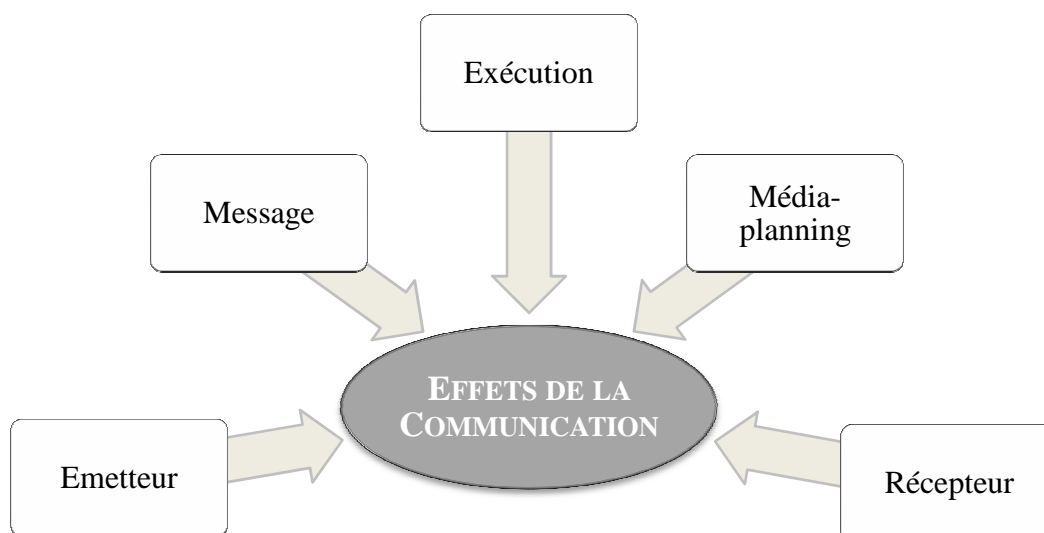 Exécution
Message
Média-
planning
EFFETS DE LA
COMMUNICATION
Emetteur
Récepteur